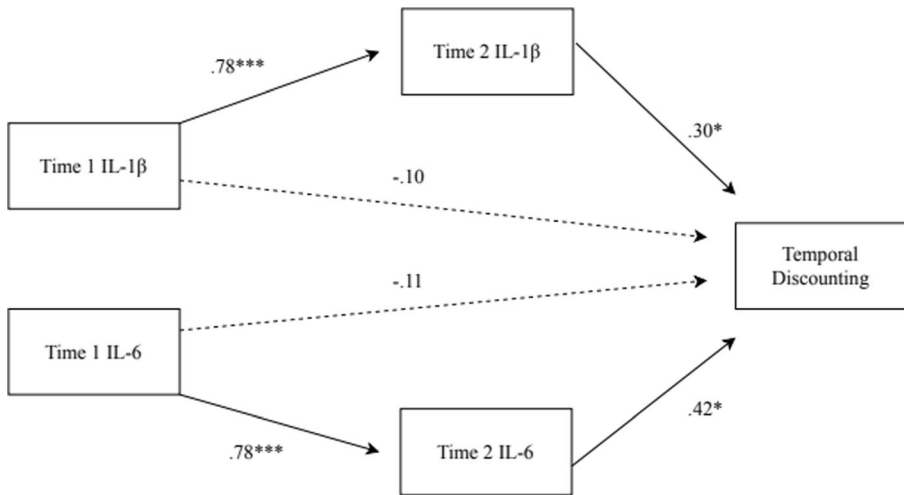 Time 2 IL-1β
.78***
.30*
Time 1 IL-1β
-.10
Temporal
Discounting
-.11
Time 1 IL-6
.42*
.78***
Time 2 IL-6